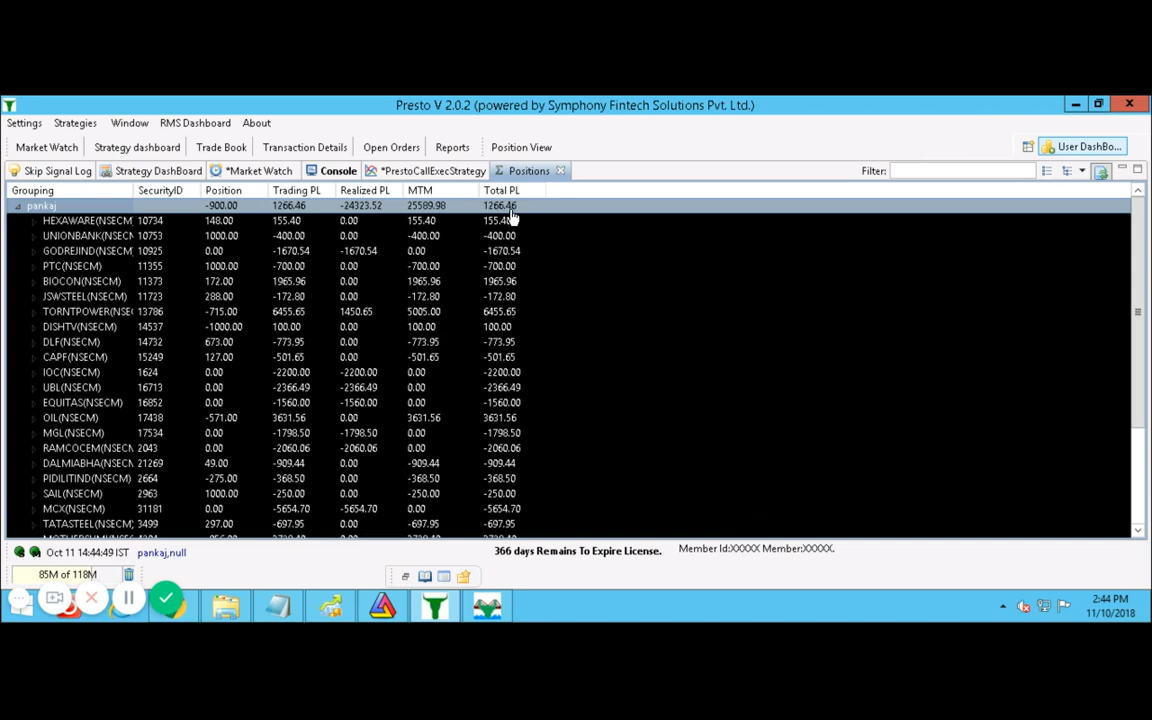 Presto V 2.0.2 (powered by Symphony Fintech Solutions Pvt. Ltd.)
Settings Strategies Window RMS Dashboard About
Market Watch Strategy dashboard Trade Book Transaction Details Open Orders Reports Position View User DashBo...
Skip Signal Log Strategy DashBoard *Market Watch Console *PrestoCallExecStrategy Σ Positions Filter:
Grouping SecurityID Position Trading PL Realized PL MTM Total PL
pankaj -900.00 1266.46 -24323.52 25589.98 1266.46
HEXAWARE(NSECM) 10734 148.00 155.40 0.00 155.40 155.40
UNIONBANK(NSECM 10753 1000.00 -400.00 0.00 -400.00 -400.00
GODREJIND(NSECM) 10925 0.00 -1670.54 -1670.54 0.00 -1670.54
PTC(NSECM) 11355 1000.00 -700.00 0.00 -700.00 -700.00
BIOCON(NSECM) 11373 172.00 1965.96 0.00 1965.96 1965.96
JSWSTEEL(NSECM) 11723 288.00 -172.80 0.00 -172.80 -172.80
TORNTPOWER(NSE 13786 -715.00 6455.65 1450.65 5005.00 6455.65
DISHTV(NSECM) 14537 -1000.00 100.00 0.00 100.00 100.00
DLF(NSECM) 14732 673.00 -773.95 0.00 -773.95 -773.95
CAPF(NSECM) 15249 127.00 -501.65 0.00 -501.65 -501.65
IOC(NSECM) 1624 0.00 -2200.00 -2200.00 0.00 -2200.00
UBL(NSECM) 16713 0.00 -2366.49 -2366.49 0.00 -2366.49
EQUITAS(NSECM) 16852 0.00 -1560.00 -1560.00 0.00 -1560.00
OIL(NSECM) 17438 -571.00 3631.56 0.00 3631.56 3631.56
MGL(NSECM) 17534 0.00 -1798.50 -1798.50 0.00 -1798.50
RAMCOCEM(NSECM 2043 0.00 -2060.06 -2060.06 0.00 -2060.06
DALMIABHA(NSECM 21269 49.00 -909.44 0.00 -909.44 -909.44
PIDILITIND(NSECM) 2664 -275.00 -368.50 0.00 -368.50 -368.50
SAIL(NSECM) 2963 1000.00 -250.00 0.00 -250.00 -250.00
MCX(NSECM) 31181 0.00 -5654.70 -5654.70 0.00 -5654.70
TATASTEEL(NSECM) 3499 297.00 -697.95 0.00 -697.95 -697.95
Oct 11 14:44:49 IST pankaj,null 366 days Remains To Expire License. Member Id:XXXXX Member:XXXXX.
85M of 118M
2:44 PM
11/10/2018